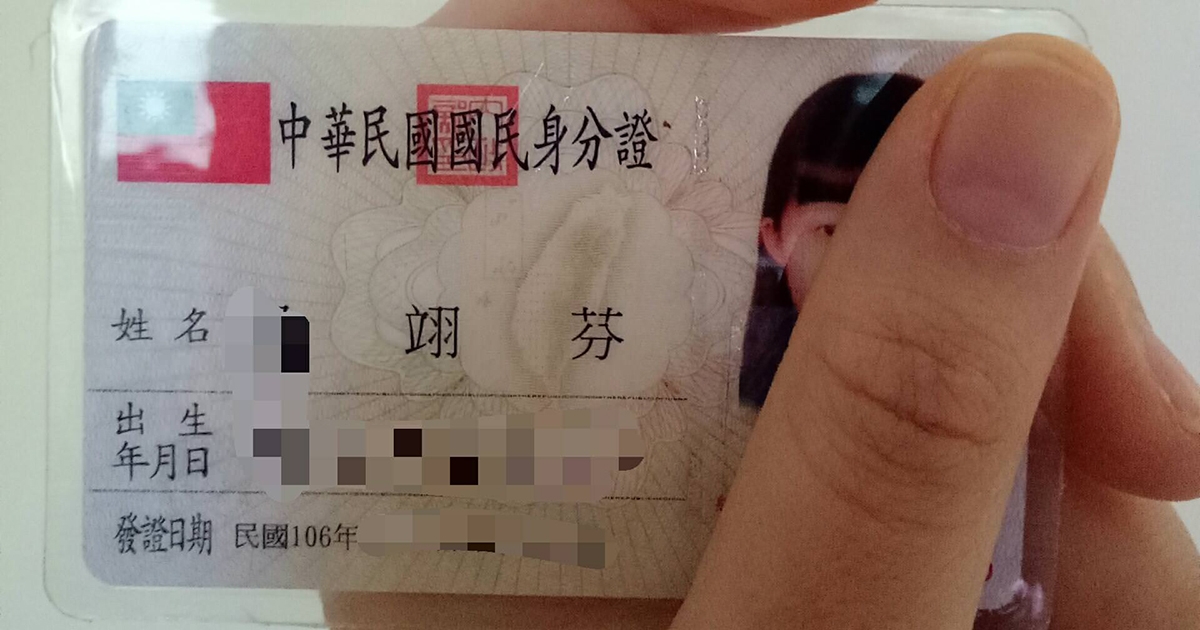 中華民國國民身分證
姓名 翊芬
出生
年月日
發證日期 民國106年